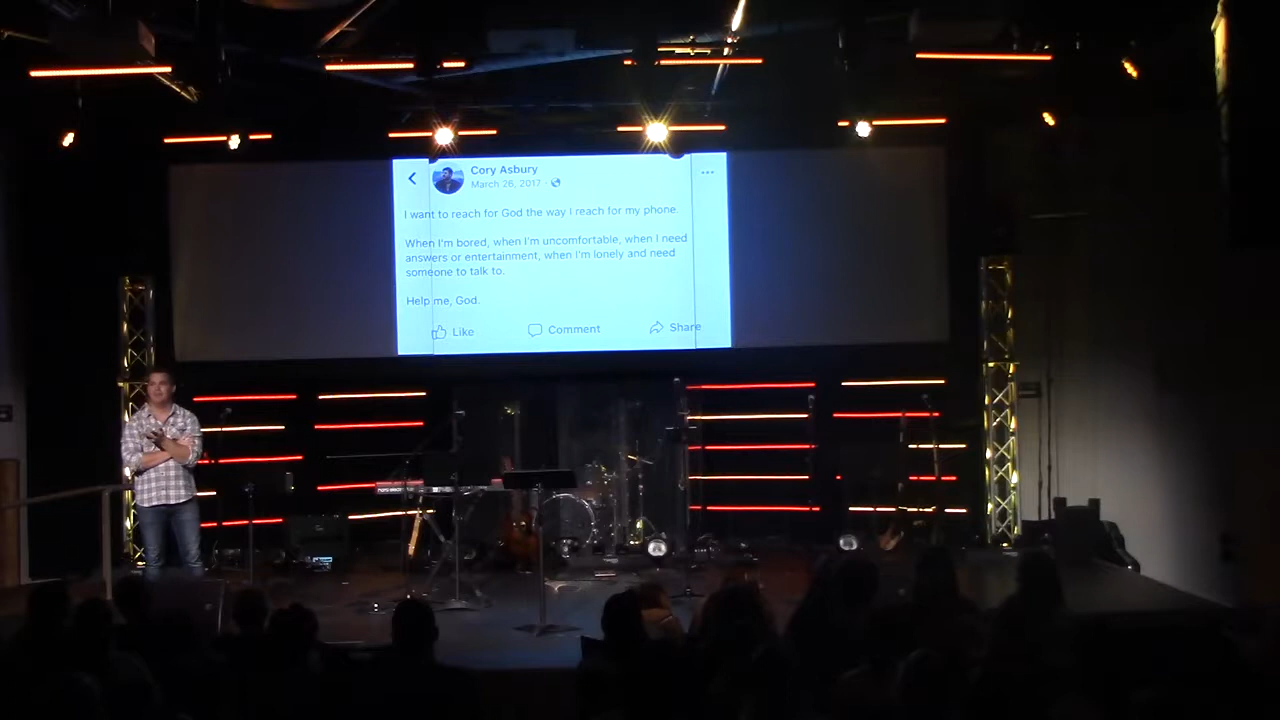 Cory Asbury
March 26, 2017 ·
I want to reach for God the way I reach for my phone.
When I'm bored, when I'm uncomfortable, when I need
answers or entertainment, when I'm lonely and need
someone to talk to.
Help me, God.
Like Comment Share